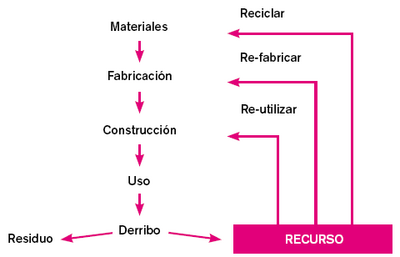 Reciclar
Materiales
Re-fabricar
Fabricación
Re-utilizar
Construcción
Uso
Derribo
Residuo
RECURSO